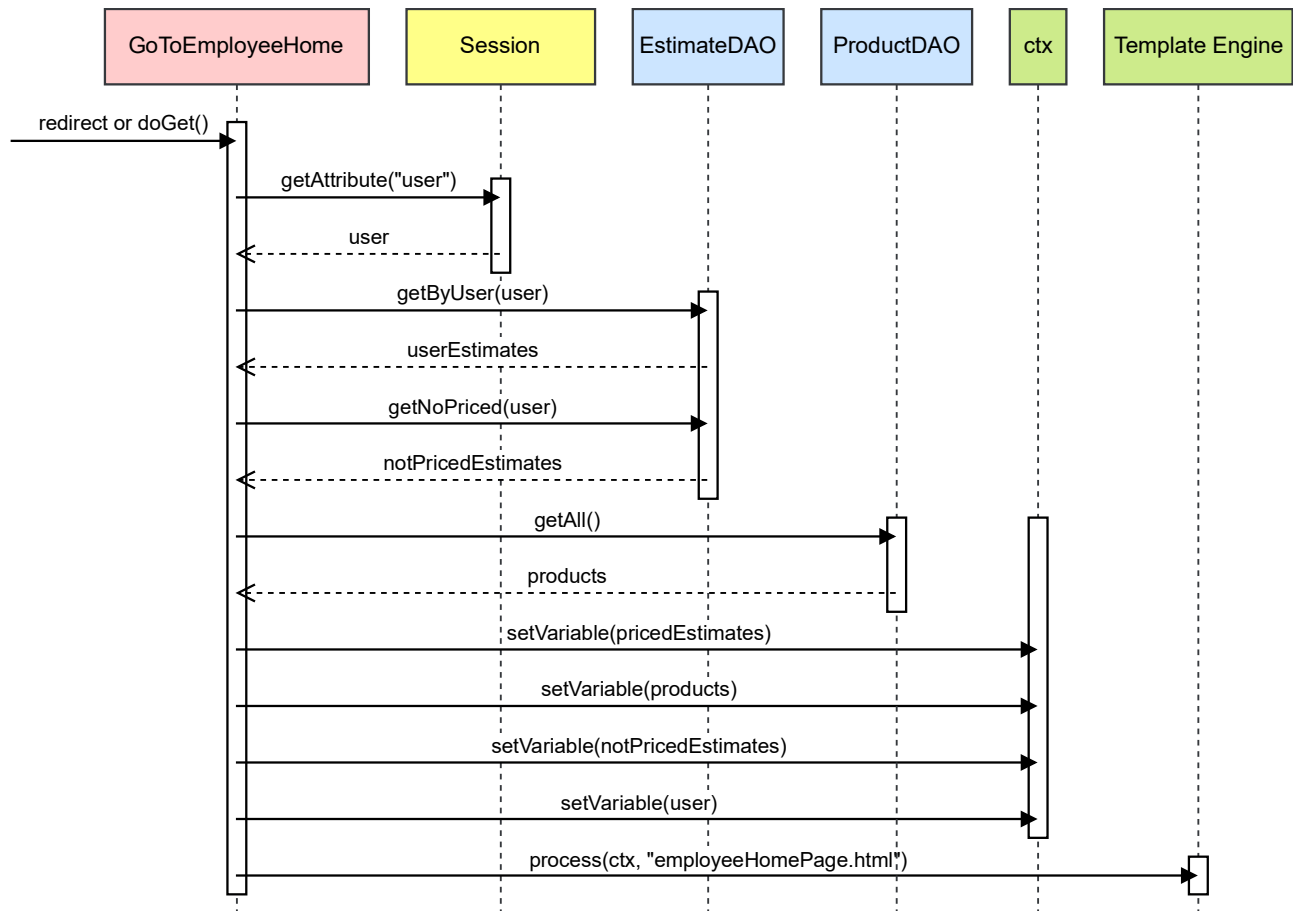 GoToEmployeeHome
Session
EstimateDAO
ProductDAO
ctx
Template Engine
redirect or doGet()
getAttribute("user")
user
getByUser(user)
userEstimates
getNoPriced(user)
notPricedEstimates
getAll()
products
setVariable(pricedEstimates)
setVariable(products)
setVariable(notPricedEstimates)
setVariable(user)
process(ctx, "employeeHomePage.html")